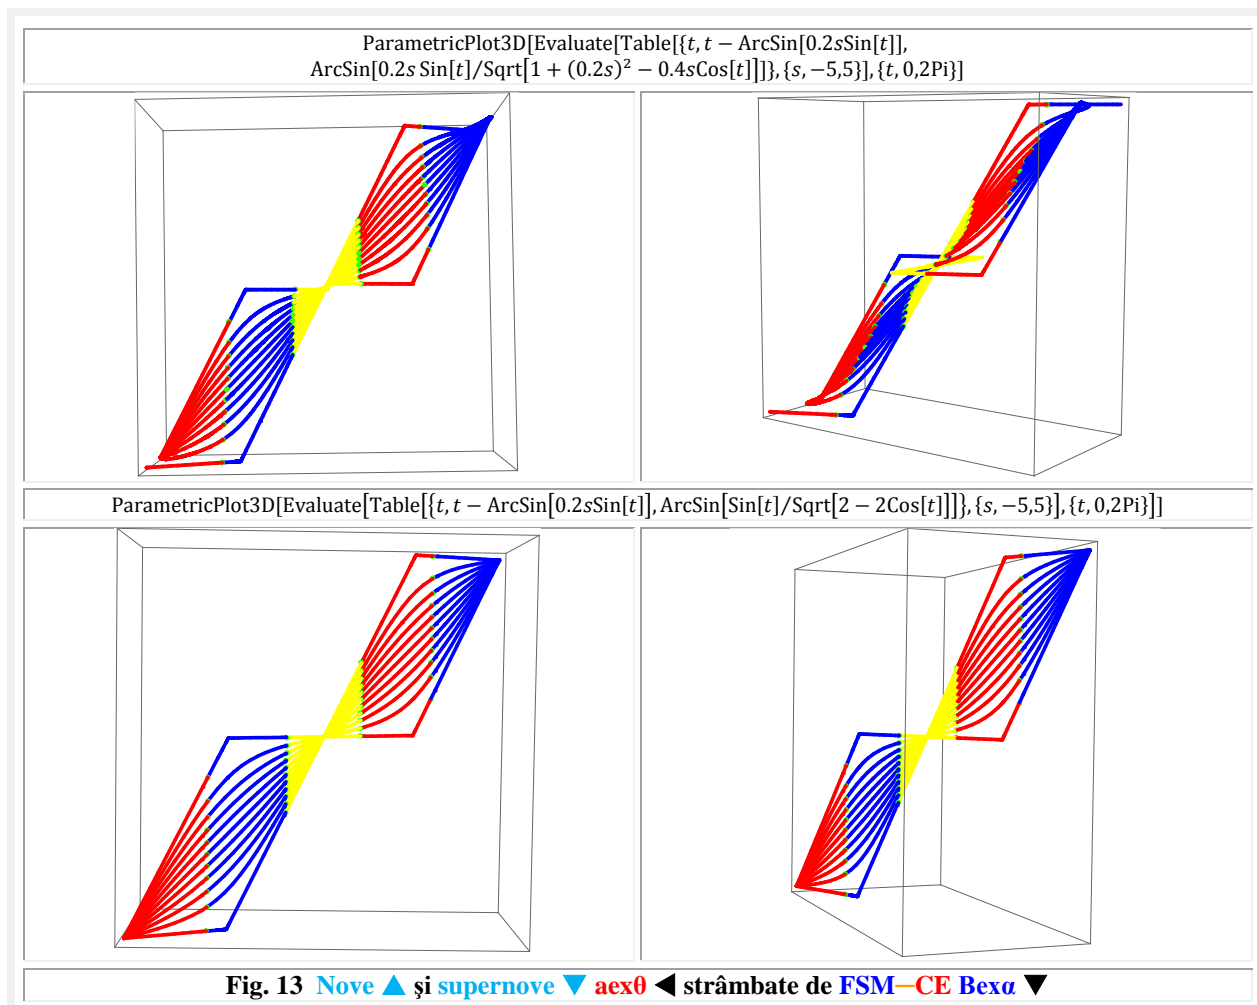 ParametricPlot3D[Evaluate[Table[{t, t − ArcSin[0.2sSin[t]],
ArcSin[0.2s Sin[t]/Sqrt[1 + (0.2s)² − 0.4sCos[t]]]}, {s, −5,5}], {t, 0,2Pi}]
ParametricPlot3D[Evaluate[Table[{t, t − ArcSin[0.2sSin[t]], ArcSin[Sin[t]/Sqrt[2 − 2Cos[t]]]}, {s, −5,5}], {t, 0,2Pi}]]
Fig. 13 Nove ▲ şi supernove ▼ aexθ ◄ strâmbate de FSM—CE Bexα ▼